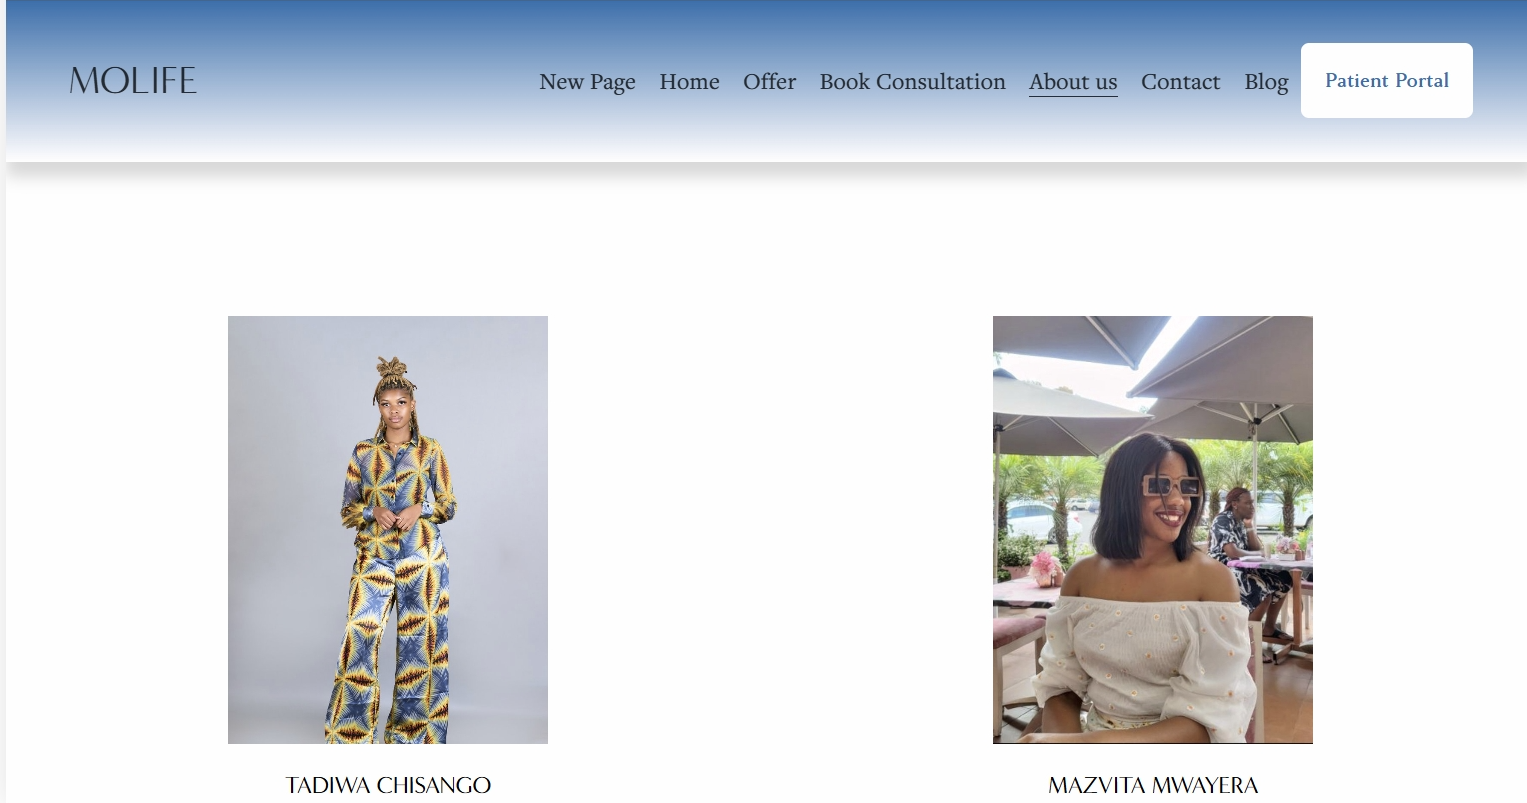 MOLIFE
New Page Home Offer Book Consultation About us Contact Blog Patient Portal
TADIWA CHISANGO
MAZVITA MWAYERA